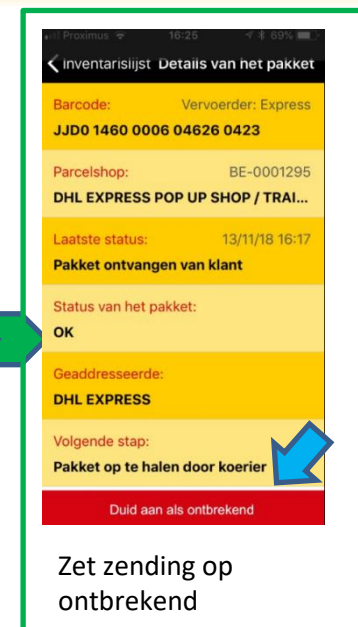 Proximus 16:25 69%
Inventarislijst Details van het pakket
Barcode: Vervoerder: Express
JJD0 1460 0006 04626 0423
Parcelshop: BE-0001295
DHL EXPRESS POP UP SHOP / TRAI...
Laatste status: 13/11/18 16:17
Pakket ontvangen van klant
Status van het pakket:
OK
Geaddresseerde:
DHL EXPRESS
Volgende stap:
Pakket op te halen door koerier
Duid aan als ontbrekend
Zet zending op
ontbrekend